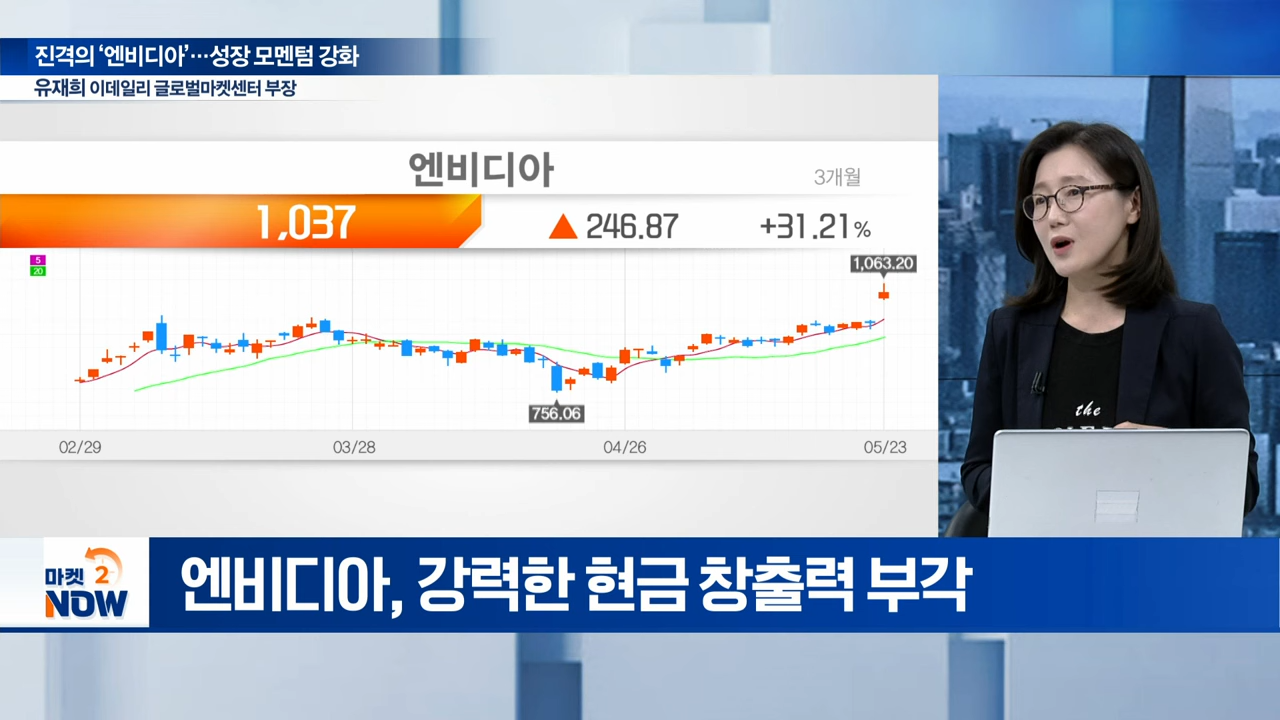 진격의 ‘엔비디아’…성장 모멘텀 강화
유재희 이데일리 글로벌마켓센터 부장
엔비디아
3개월
1,037 ▲ 246.87 +31.21%
5
20
1,063.20
756.06
02/29 03/28 04/26 05/23
the
마켓 2
NOW
엔비디아, 강력한 현금 창출력 부각